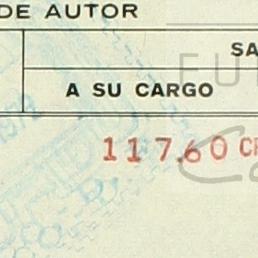 DE AUTOR
SA
A SU CARGO
117.60 CR